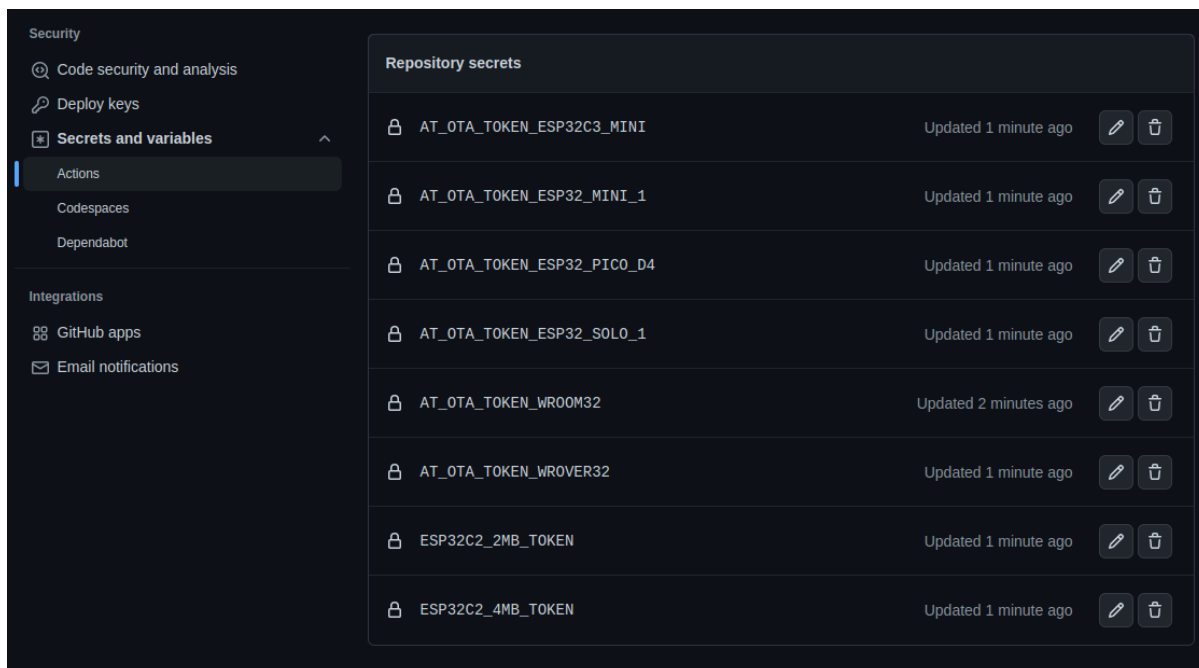 Security
Code security and analysis
Deploy keys
Secrets and variables
Actions
Codespaces
Dependabot
Integrations
GitHub apps
Email notifications
Repository secrets
AT_OTA_TOKEN_ESP32C3_MINI Updated 1 minute ago
AT_OTA_TOKEN_ESP32_MINI_1 Updated 1 minute ago
AT_OTA_TOKEN_ESP32_PICO_D4 Updated 1 minute ago
AT_OTA_TOKEN_ESP32_SOLO_1 Updated 1 minute ago
AT_OTA_TOKEN_WROOM32 Updated 2 minutes ago
AT_OTA_TOKEN_WROVER32 Updated 1 minute ago
ESP32C2_2MB_TOKEN Updated 1 minute ago
ESP32C2_4MB_TOKEN Updated 1 minute ago